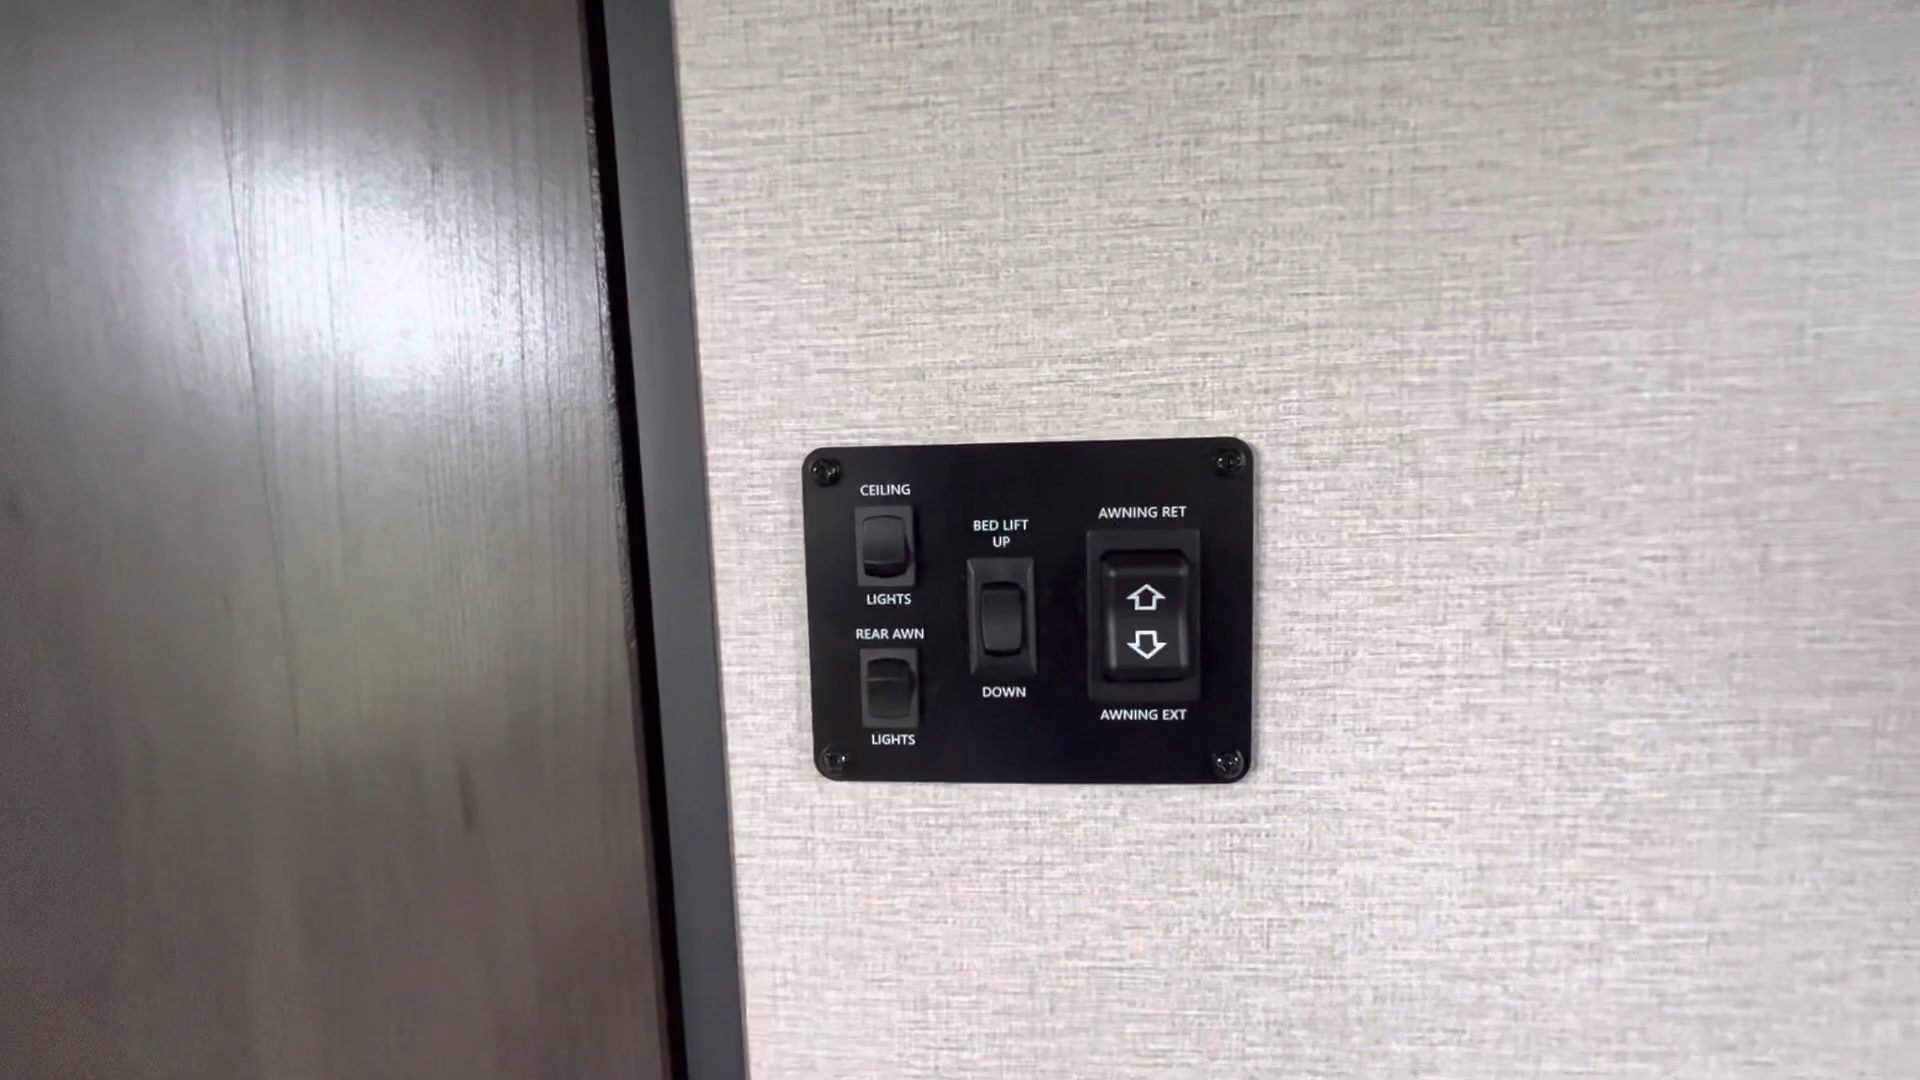 CEILING
LIGHTS
REAR AWN
LIGHTS
BED LIFT
UP
DOWN
AWNING RET
AWNING EXT